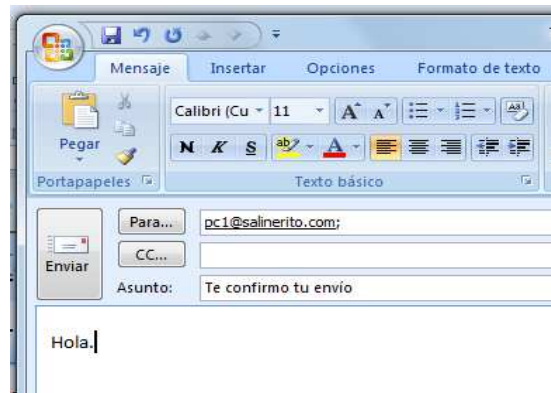 Mensaje Insertar Opciones Formato de texto
Calibri (Cu 11 A A
Pegar N K S ab A
Portapapeles Texto básico
Para... pc1@salinerito.com;
CC...
Enviar
Asunto: Te confirmo tu envío
Hola.